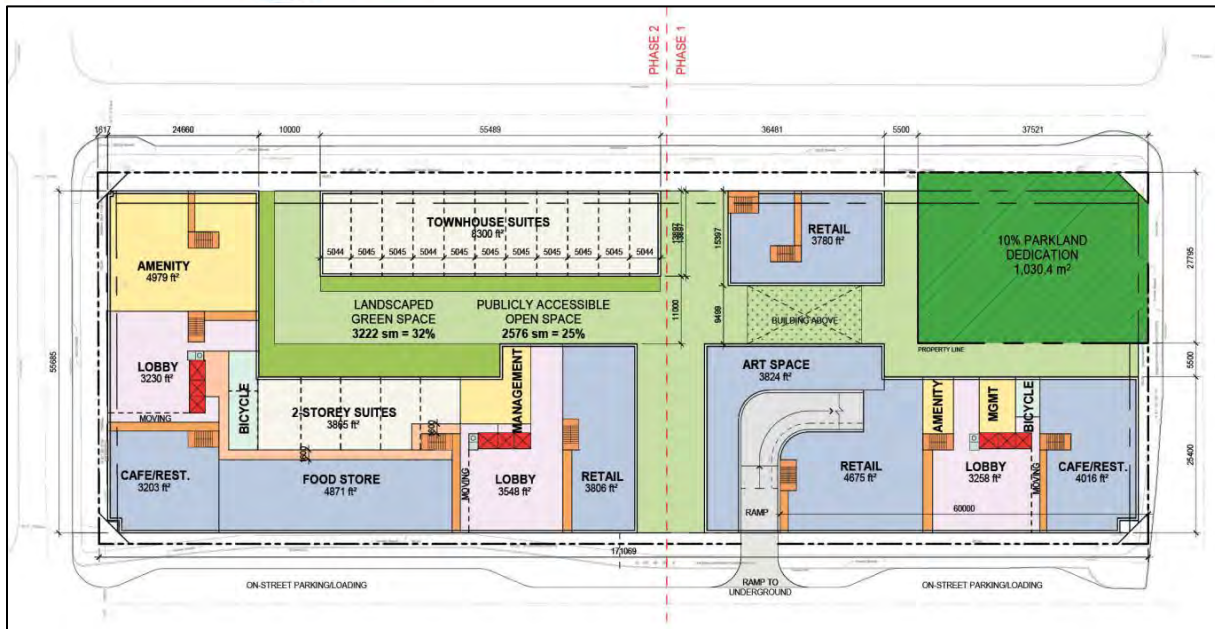 PHASE 2
PHASE 1
1617
24660
10000
55489
36481
5500
37521
TOWNHOUSE SUITES
8300 ft²
5044
5045
5045
5045
5045
5045
5045
5045
5045
5044
AMENITY
4979 ft²
LANDSCAPED
GREEN SPACE
3222 sm = 32%
PUBLICLY ACCESSIBLE
OPEN SPACE
2576 sm = 25%
11000
15397
9499
RETAIL
3780 ft²
BUILDING ABOVE
10% PARKLAND
DEDICATION
1,030.4 m²
27795
PROPERTY LINE
5500
25400
55685
LOBBY
3230 ft²
MOVING
BICYCLE
2-STOREY SUITES
3865 ft²
MANAGEMENT
CAFE/REST.
3203 ft²
FOOD STORE
4871 ft²
MOVING
LOBBY
3548 ft²
RETAIL
3806 ft²
ART SPACE
3824 ft²
RAMP
RETAIL
4675 ft²
AMENITY
MGMT
BICYCLE
LOBBY
3258 ft²
MOVING
CAFE/REST.
4016 ft²
60000
171069
ON-STREET PARKING/LOADING
RAMP TO
UNDERGROUND
ON-STREET PARKING/LOADING